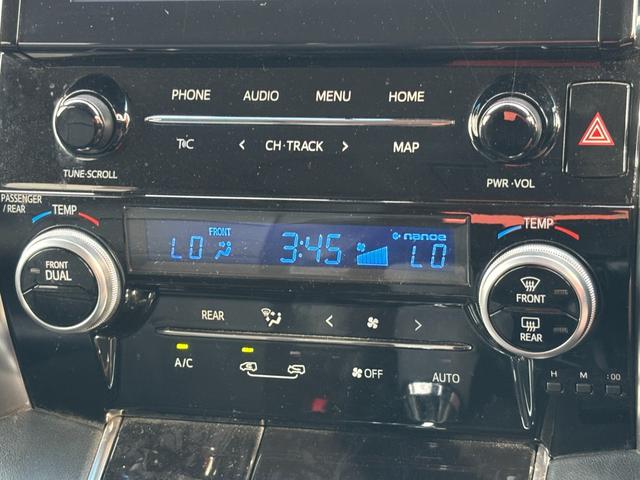 PHONE AUDIO MENU HOME
T©C < CH·TRACK > MAP
TUNE·SCROLL
PWR·VOL
PASSENGER
/REAR
TEMP
TEMP
FRONT
LO 3:45 nanoe LO
FRONT
DUAL
FRONT
REAR
REAR < >
A/C OFF AUTO
H M :00